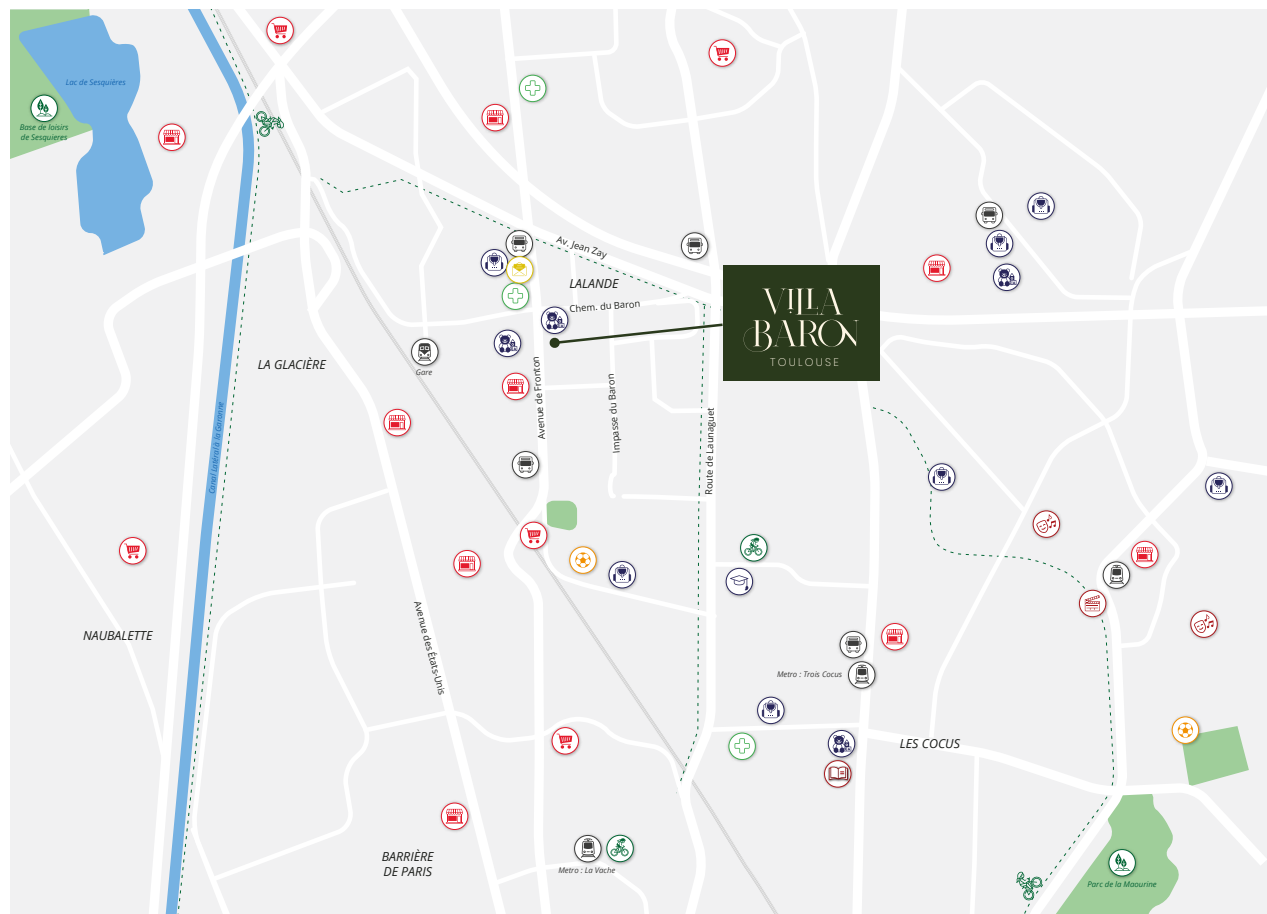 Lac de Sesquières
Base de loisirs
de Sesquieres
Av. Jean Zay
LALANDE
Chem. du Baron
VILLA
BARON
TOULOUSE
LA GLACIÈRE
Gare
Avenue de Fronton
Impasse du Baron
Route de Launaguet
Canal Latéral à la Garonne
NAUBALETTE
Avenue des États-Unis
Metro : Trois Cocus
LES COCUS
BARRIÈRE
DE PARIS
Metro : La Vache
Parc de la Maourine